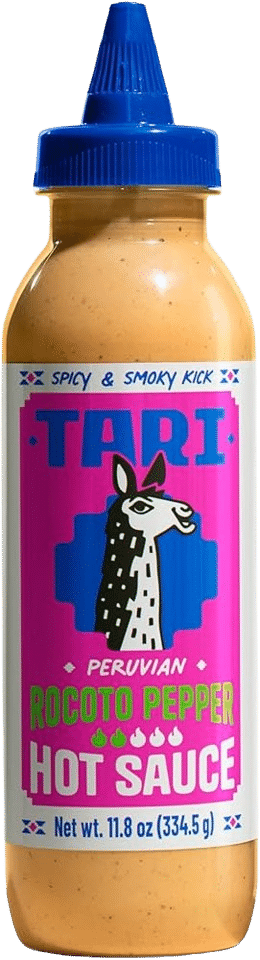 SPICY & SMOKY KICK
TARI
PERUVIAN
ROCOTO PEPPER
HOT SAUCE
Net wt. 11.8 oz (334.5 g)